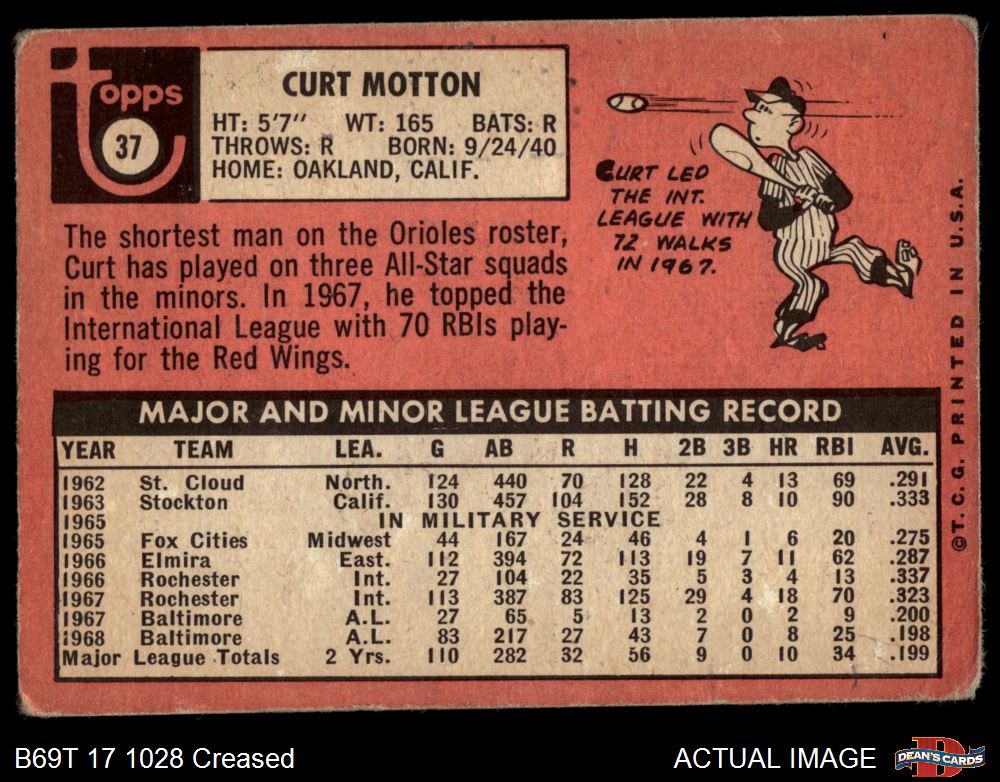 Topps
37
CURT MOTTON
HT: 5'7" WT: 165 BATS: R
THROWS: R BORN: 9/24/40
HOME: OAKLAND, CALIF.
The shortest man on the Orioles roster,
Curt has played on three All-Star squads
in the minors. In 1967, he topped the
International League with 70 RBIs play-
ing for the Red Wings.
CURT LED
THE INT.
LEAGUE WITH
72 WALKS
IN 1967.
MAJOR AND MINOR LEAGUE BATTING RECORD
YEAR TEAM LEA. G AB R H 2B 3B HR RBI AVG.
1962 St. Cloud North. 124 440 70 128 22 4 13 69 .291
1963 Stockton Calif. 130 457 104 152 28 8 10 90 .333
1965 IN MILITARY SERVICE
1965 Fox Cities Midwest 44 167 24 46 4 1 6 20 .275
1966 Elmira East. 112 394 72 113 19 7 11 62 .287
1966 Rochester Int. 27 104 22 35 5 3 4 13 .337
1967 Rochester Int. 113 387 83 125 29 4 18 70 .323
1967 Baltimore A.L. 27 65 5 13 2 0 2 9 .200
1968 Baltimore A.L. 83 217 27 43 7 0 8 25 .198
Major League Totals 2 Yrs. 110 282 32 56 9 0 10 34 .199
©T.C.G. PRINTED IN U.S.A.
B69T 17 1028 Creased
ACTUAL IMAGE
D
DEAN'S CARDS